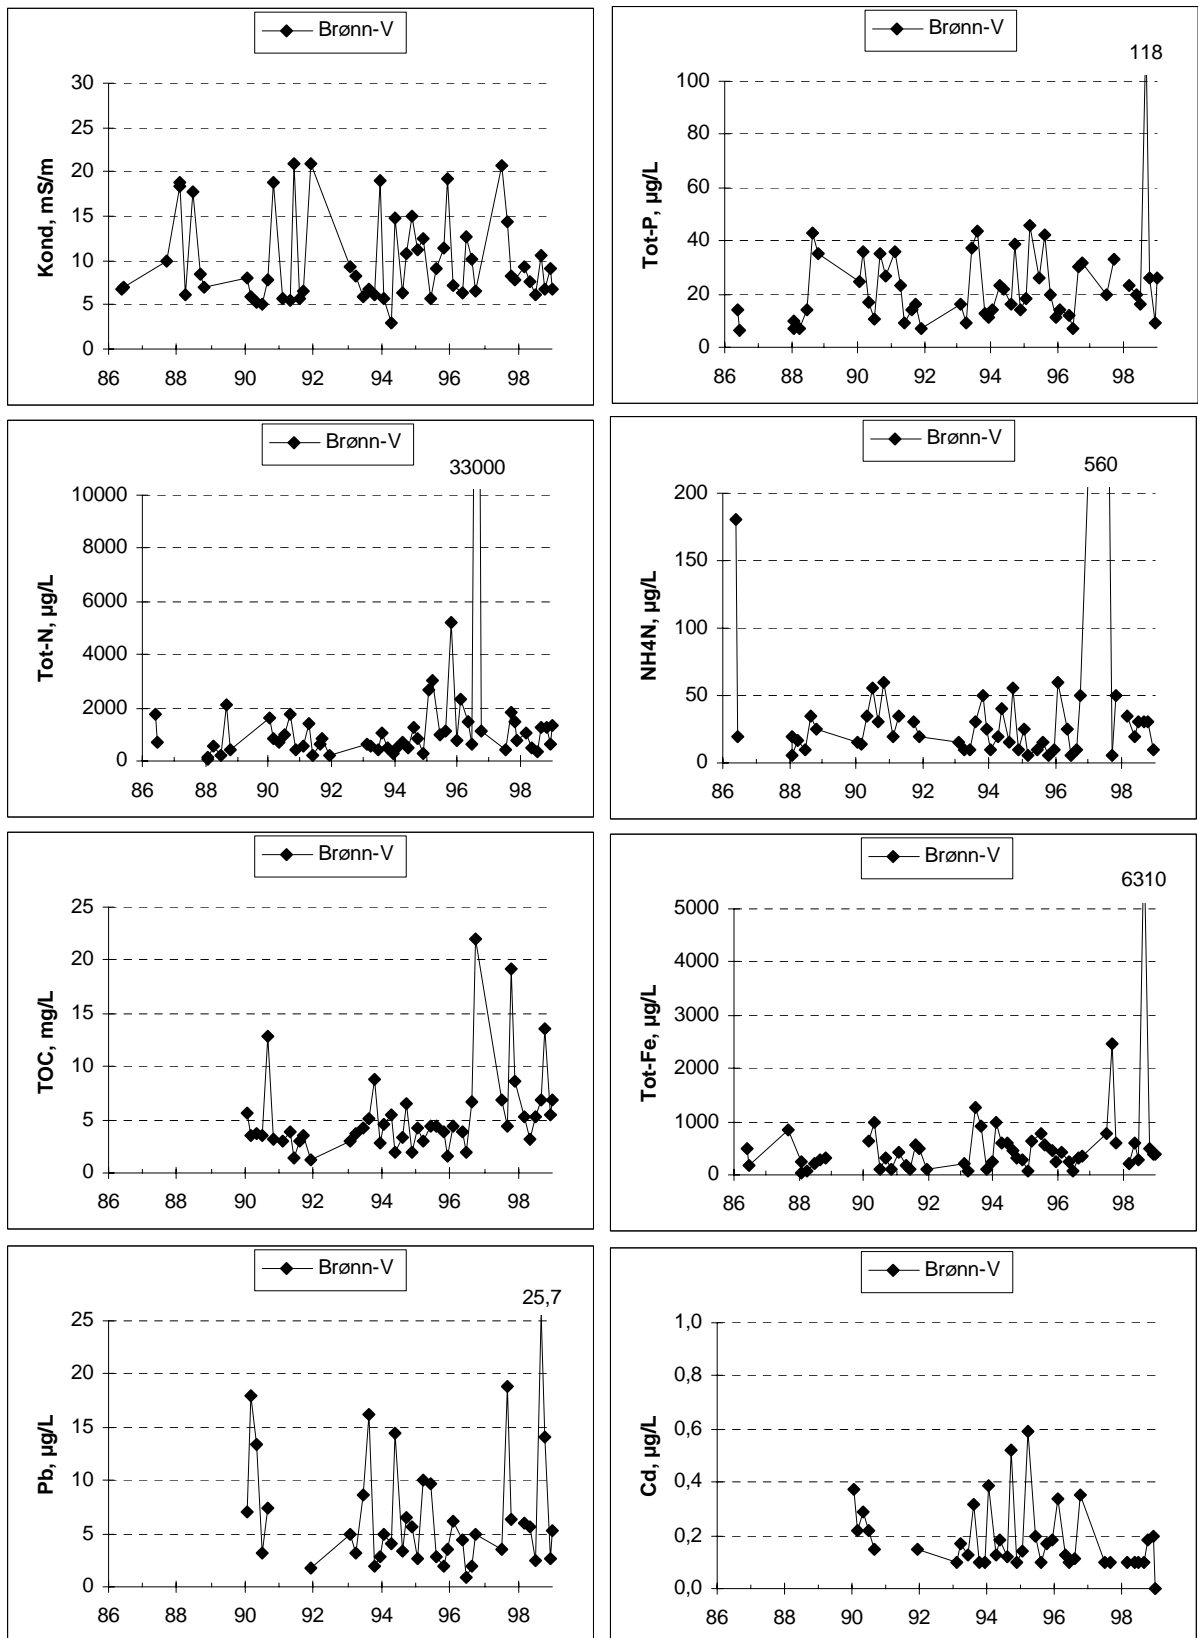 Brønn-V
Kond, mS/m
30
25
20
15
10
5
0
86 88 90 92 94 96 98
Brønn-V
118
Tot-P, µg/L
100
80
60
40
20
0
86 88 90 92 94 96 98
Brønn-V
33000
Tot-N, µg/L
10000
8000
6000
4000
2000
0
86 88 90 92 94 96 98
Brønn-V
560
NH4N, µg/L
200
150
100
50
0
86 88 90 92 94 96 98
Brønn-V
TOC, mg/L
25
20
15
10
5
0
86 88 90 92 94 96 98
Brønn-V
6310
Tot-Fe, µg/L
5000
4000
3000
2000
1000
0
86 88 90 92 94 96 98
Brønn-V
25,7
Pb, µg/L
25
20
15
10
5
0
86 88 90 92 94 96 98
Brønn-V
Cd, µg/L
1,0
0,8
0,6
0,4
0,2
0,0
86 88 90 92 94 96 98